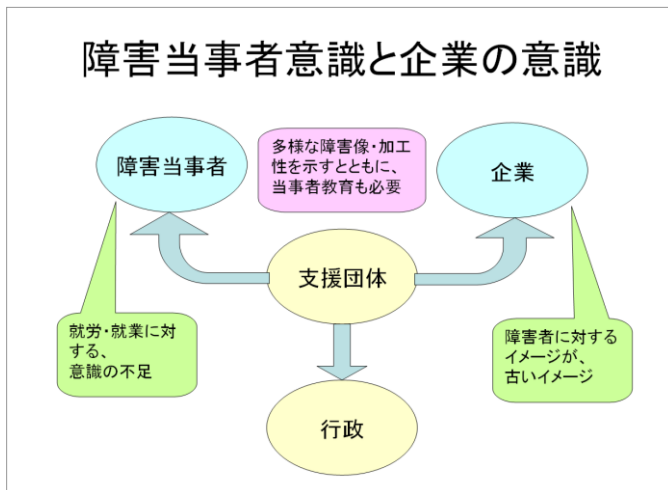 障害当事者意識と企業の意識
障害当事者
多様な障害像・加工
性を示すとともに、
当事者教育も必要
企業
支援団体
就労・就業に対
する、
意識の不足
障害者に対する
イメージが、
古いイメージ
行政